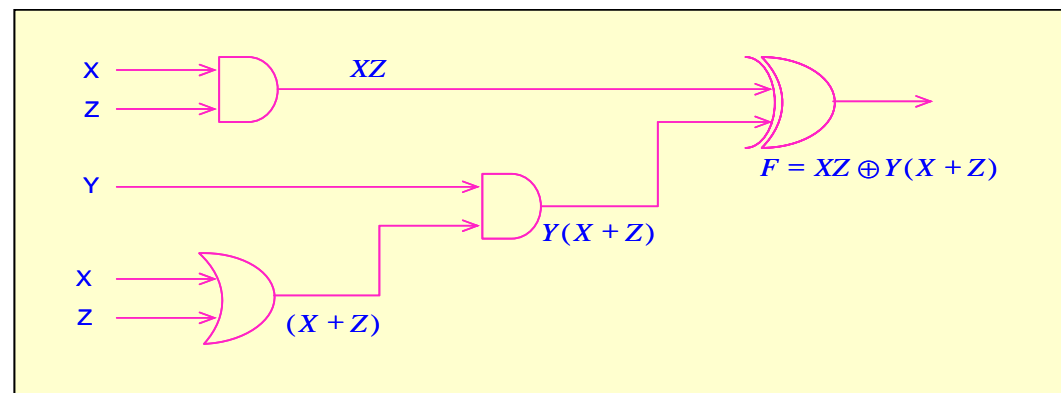 X
XZ
Z
F = XZ ⊕ Y(X + Z)
Y
Y(X + Z)
X
Z
(X + Z)